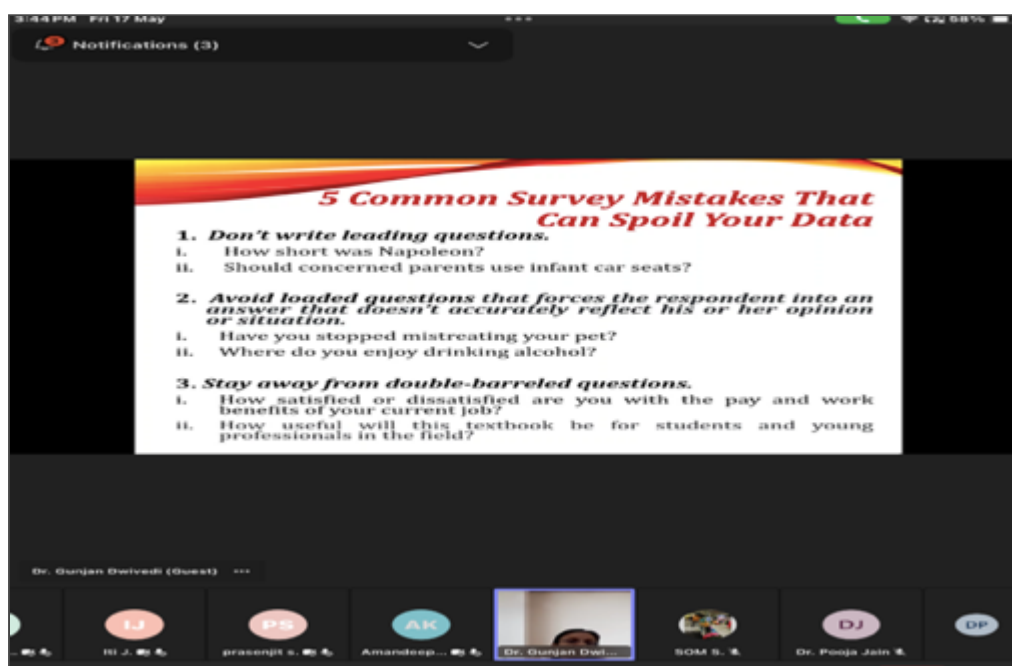 3:44 PM Fri 17 May
58%
3
Notifications (3)
5 Common Survey Mistakes That
Can Spoil Your Data
1. Don't write leading questions.
i. How short was Napoleon?
ii. Should concerned parents use infant car seats?
2. Avoid loaded questions that forces the respondent into an
answer that doesn't accurately reflect his or her opinion
or situation.
i. Have you stopped mistreating your pet?
ii. Where do you enjoy drinking alcohol?
3. Stay away from double-barreled questions.
i. How satisfied or dissatisfied are you with the pay and work
benefits of your current job?
ii. How useful will this textbook be for students and young
professionals in the field?
Dr. Gunjan Dwivedi (Guest)
IJ
PS
AK
DJ
DP
prasenjit s.
Amandeep...
Dr. Gunjan Dwi...
SOM S.
Dr. Pooja Jain